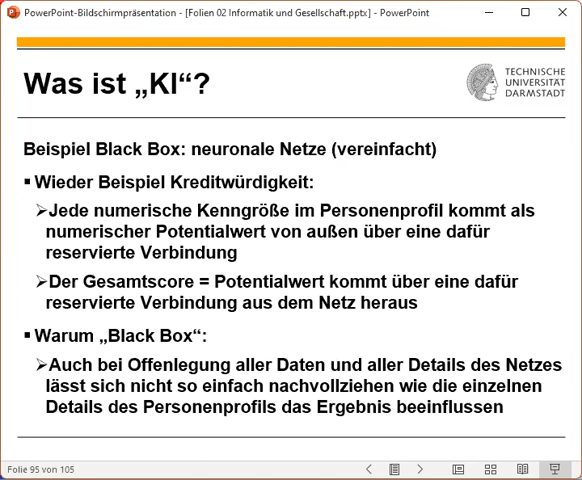 PowerPoint-Bildschirmpräsentation - [Folien 02 Informatik und Gesellschaft.pptx] - PowerPoint
Was ist „KI“?
TECHNISCHE
UNIVERSITÄT
DARMSTADT
Beispiel Black Box: neuronale Netze (vereinfacht)
▪ Wieder Beispiel Kreditwürdigkeit:
➢Jede numerische Kenngröße im Personenprofil kommt als
numerischer Potentialwert von außen über eine dafür
reservierte Verbindung
➢Der Gesamtscore = Potentialwert kommt über eine dafür
reservierte Verbindung aus dem Netz heraus
▪ Warum „Black Box“:
➢Auch bei Offenlegung aller Daten und aller Details des Netzes
lässt sich nicht so einfach nachvollziehen wie die einzelnen
Details des Personenprofils das Ergebnis beeinflussen
Folie 95 von 105